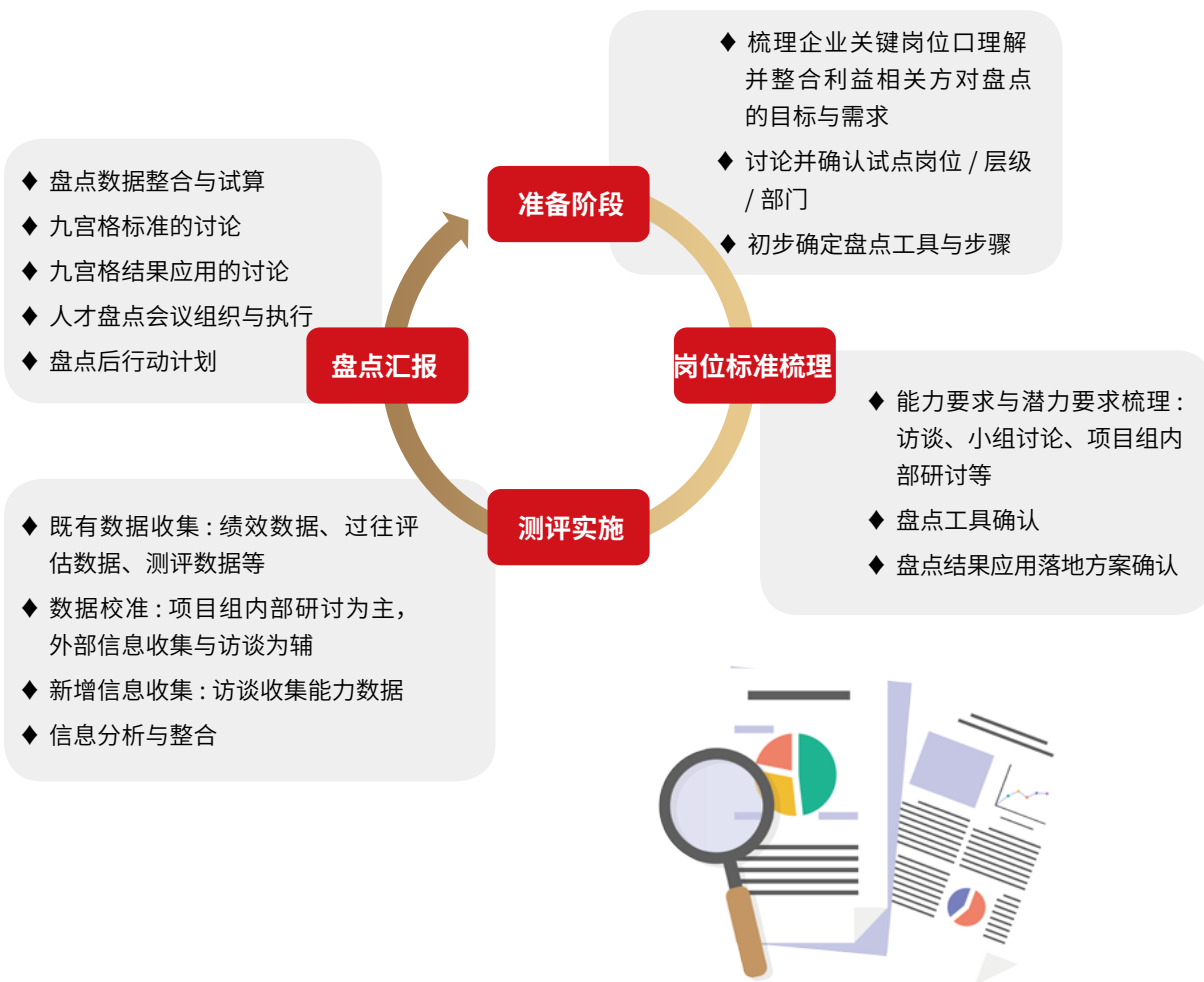 准备阶段
♦ 梳理企业关键岗位口理解
并整合利益相关方对盘点
的目标与需求
♦ 讨论并确认试点岗位 / 层级
/ 部门
♦ 初步确定盘点工具与步骤
岗位标准梳理
♦ 能力要求与潜力要求梳理 :
访谈、小组讨论、项目组内
部研讨等
♦ 盘点工具确认
♦ 盘点结果应用落地方案确认
测评实施
♦ 既有数据收集 : 绩效数据、过往评
估数据、测评数据等
♦ 数据校准 : 项目组内部研讨为主，
外部信息收集与访谈为辅
♦ 新增信息收集 : 访谈收集能力数据
♦ 信息分析与整合
盘点汇报
♦ 盘点数据整合与试算
♦ 九宫格标准的讨论
♦ 九宫格结果应用的讨论
♦ 人才盘点会议组织与执行
♦ 盘点后行动计划